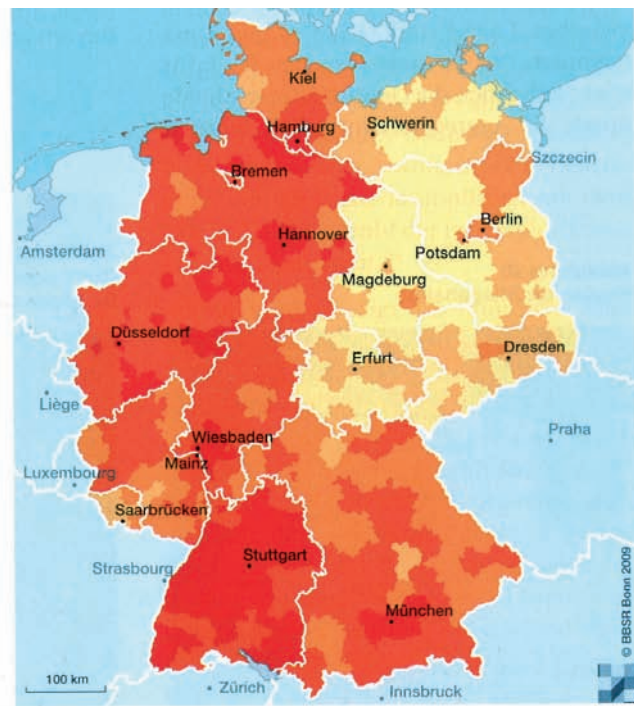 Kiel
Hamburg
Schwerin
Szczecin
Bremen
Berlin
Amsterdam
Hannover
Potsdam
Magdeburg
Düsseldorf
Erfurt
Dresden
Liège
Praha
Wiesbaden
Mainz
Luxembourg
Saarbrücken
Stuttgart
Strasbourg
München
© BBSR Bonn 2009
100 km
Zürich
Innsbruck